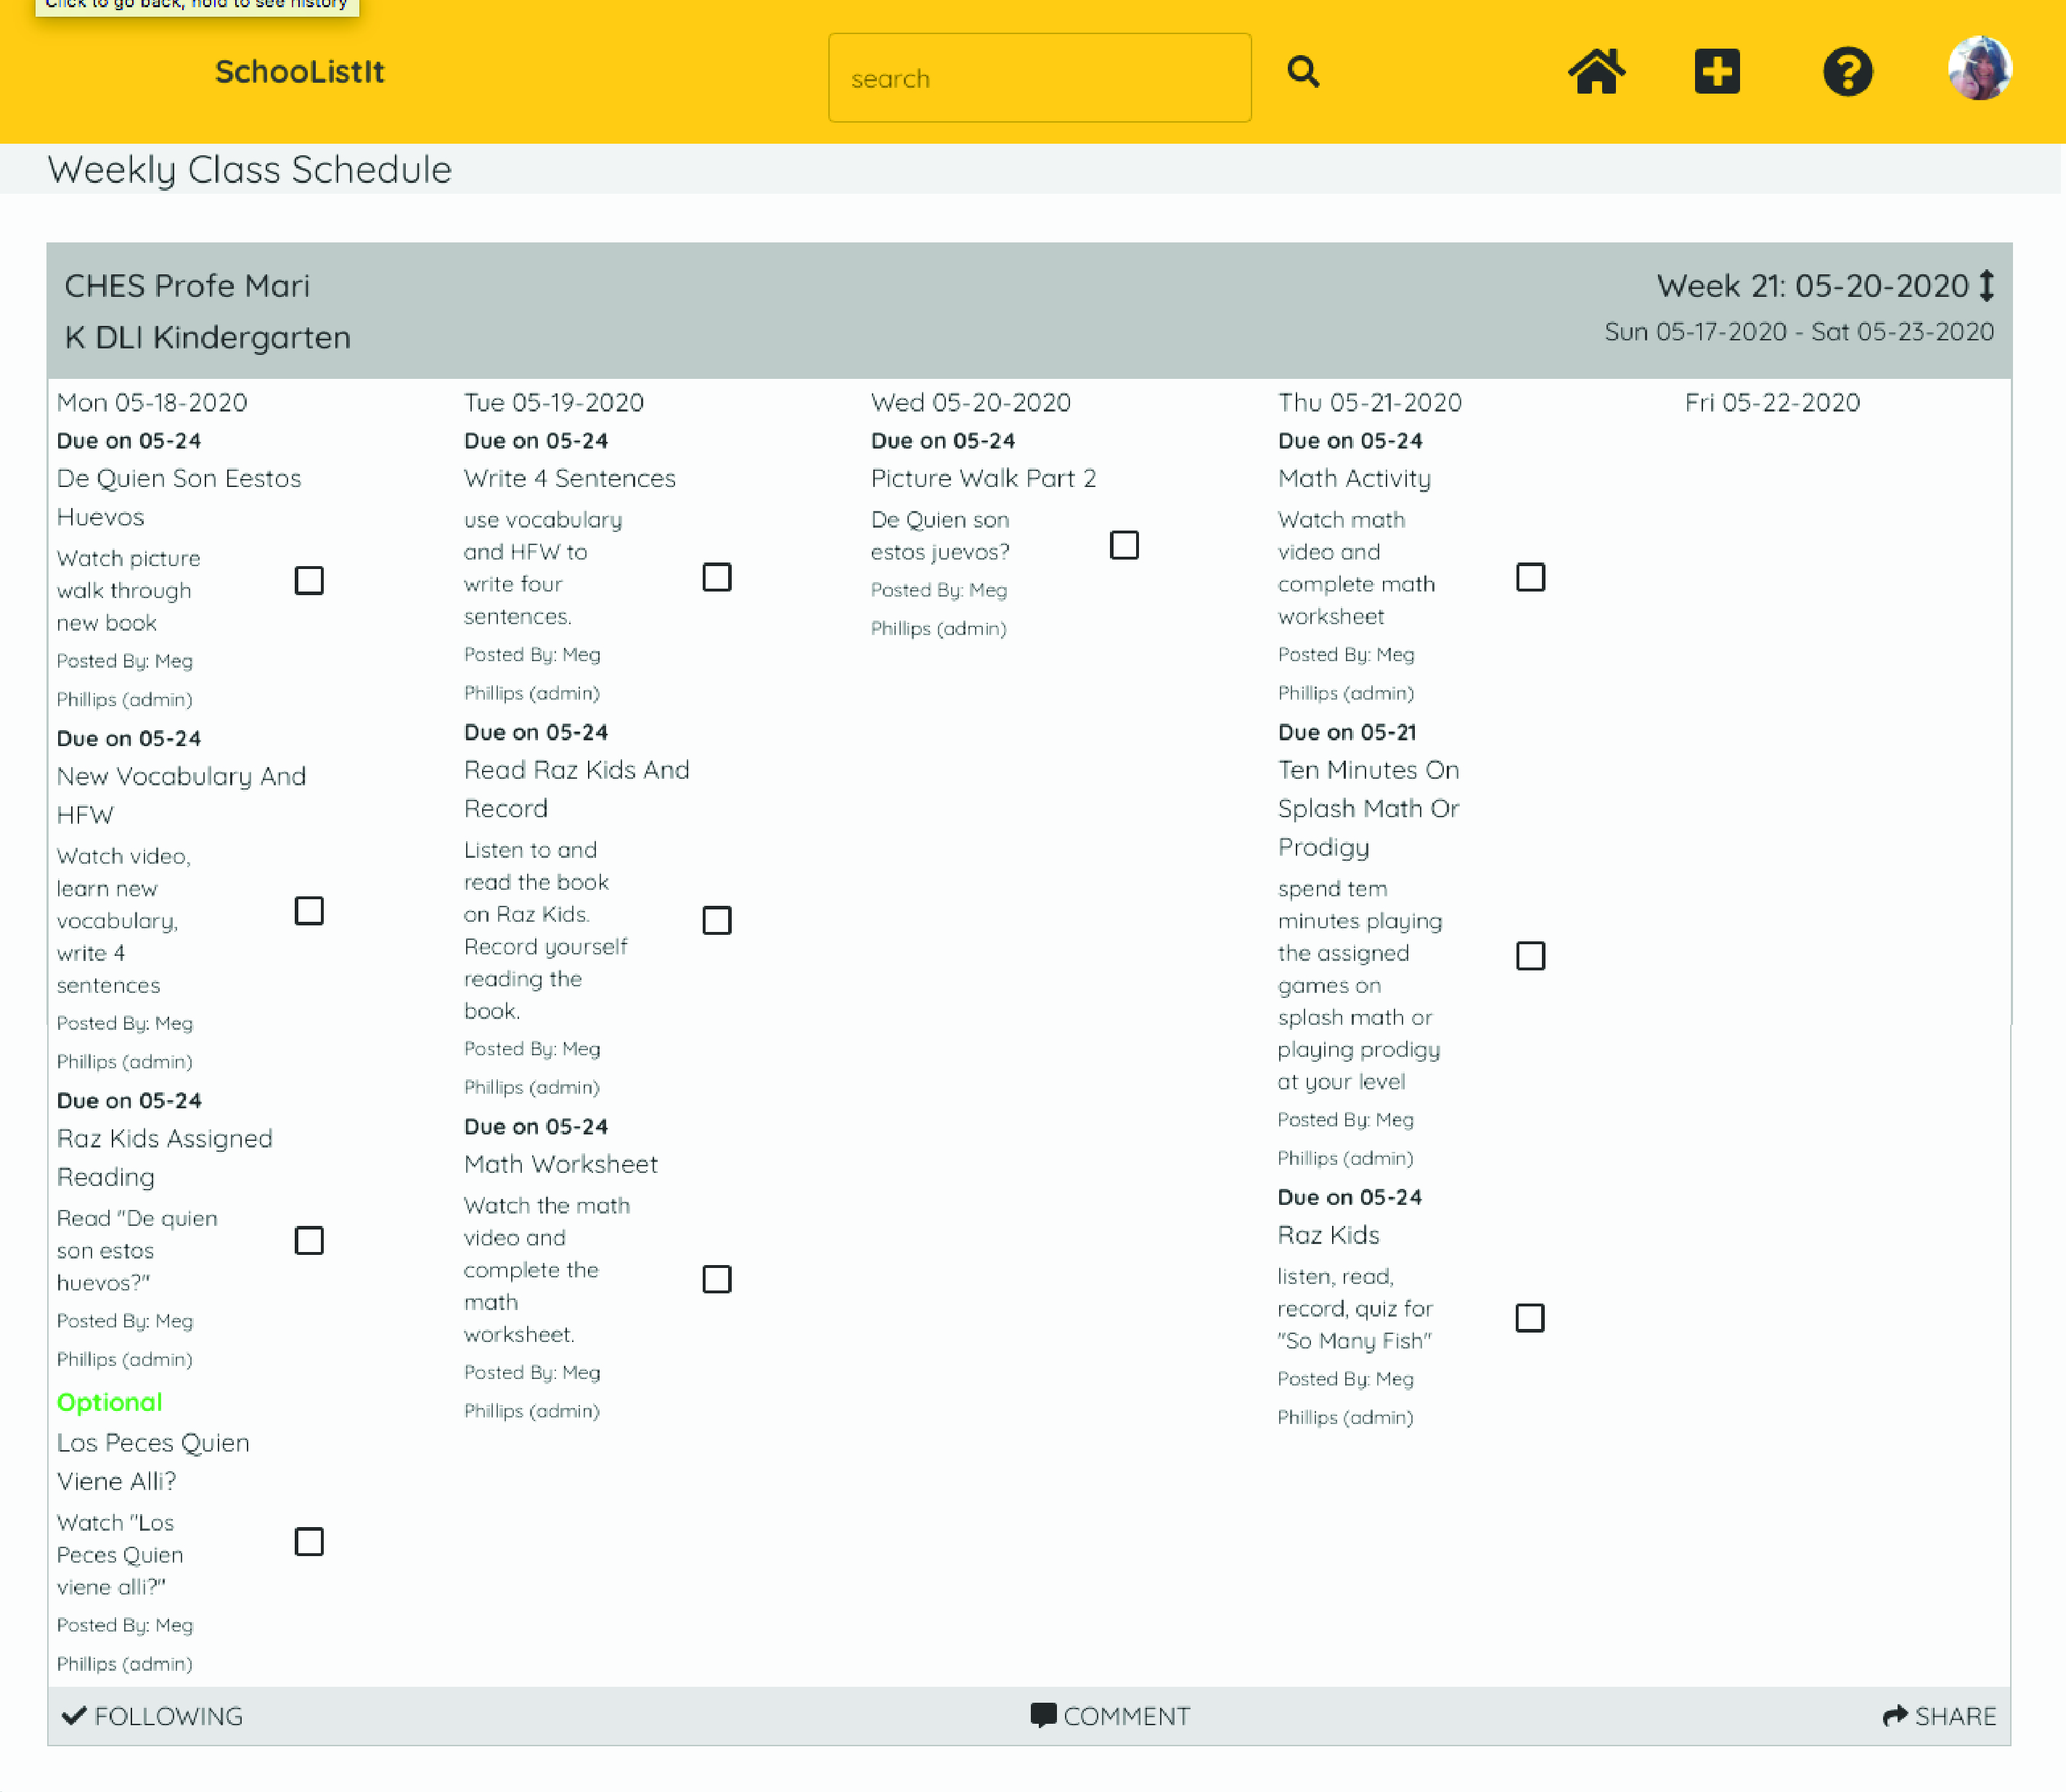 Click to go back, hold to see history
SchooListIt
search
Weekly Class Schedule
CHES Profe Mari
K DLI Kindergarten
Week 21: 05-20-2020
Sun 05-17-2020 - Sat 05-23-2020
Mon 05-18-2020
Due on 05-24
De Quien Son Eestos
Huevos
Watch picture
walk through
new book
Posted By: Meg
Phillips (admin)
Due on 05-24
New Vocabulary And
HFW
Watch video,
learn new
vocabulary,
write 4
sentences
Posted By: Meg
Phillips (admin)
Due on 05-24
Raz Kids Assigned
Reading
Read "De quien
son estos
huevos?"
Posted By: Meg
Phillips (admin)
Optional
Los Peces Quien
Viene Alli?
Watch "Los
Peces Quien
viene alli?"
Posted By: Meg
Phillips (admin)
Tue 05-19-2020
Due on 05-24
Write 4 Sentences
use vocabulary
and HFW to
write four
sentences.
Posted By: Meg
Phillips (admin)
Due on 05-24
Read Raz Kids And
Record
Listen to and
read the book
on Raz Kids.
Record yourself
reading the
book.
Posted By: Meg
Phillips (admin)
Due on 05-24
Math Worksheet
Watch the math
video and
complete the
math
worksheet.
Posted By: Meg
Phillips (admin)
Wed 05-20-2020
Due on 05-24
Picture Walk Part 2
De Quien son
estos juevos?
Posted By: Meg
Phillips (admin)
Thu 05-21-2020
Due on 05-24
Math Activity
Watch math
video and
complete math
worksheet
Posted By: Meg
Phillips (admin)
Due on 05-21
Ten Minutes On
Splash Math Or
Prodigy
spend tem
minutes playing
the assigned
games on
splash math or
playing prodigy
at your level
Posted By: Meg
Phillips (admin)
Due on 05-24
Raz Kids
listen, read,
record, quiz for
"So Many Fish"
Posted By: Meg
Phillips (admin)
Fri 05-22-2020
FOLLOWING
COMMENT
SHARE